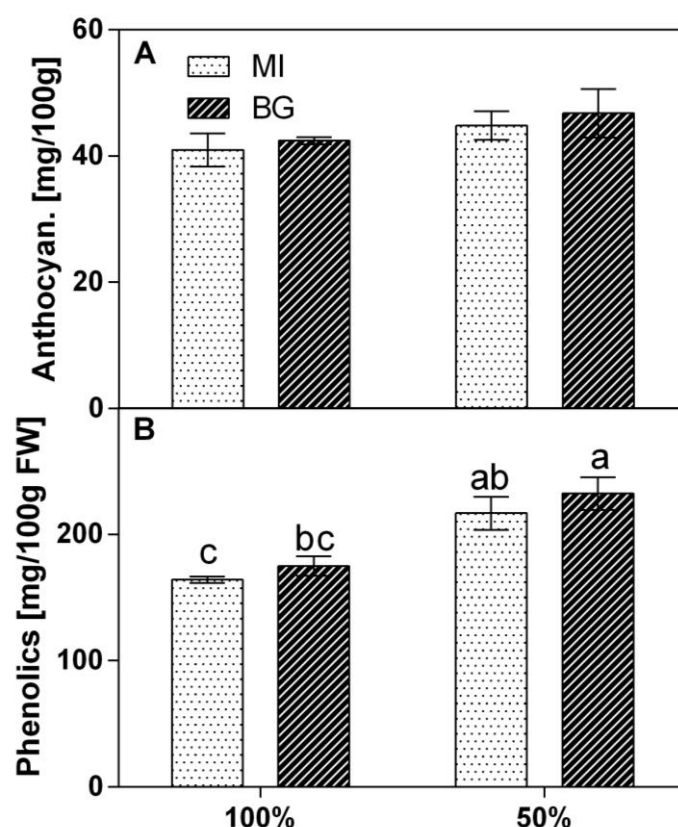 60
A
MI
BG
40
20
0
Anthocyan. [mg/100g]
B
200
100
0
Phenolics [mg/100g FW]
c
bc
ab
a
100%
50%